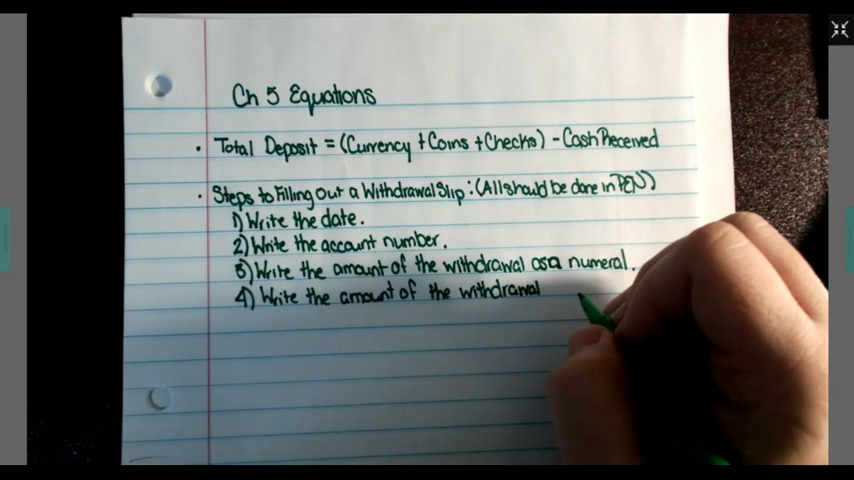 Ch 5 Equations
• Total Deposit = (Currency + Coins + Checks) - Cash Received
• Steps to Filling Out a Withdrawal Slip: (All should be done in PEN)
1) Write the date.
2) Write the account number.
3) Write the amount of the withdrawal as a numeral.
4) Write the amount of the withdrawal